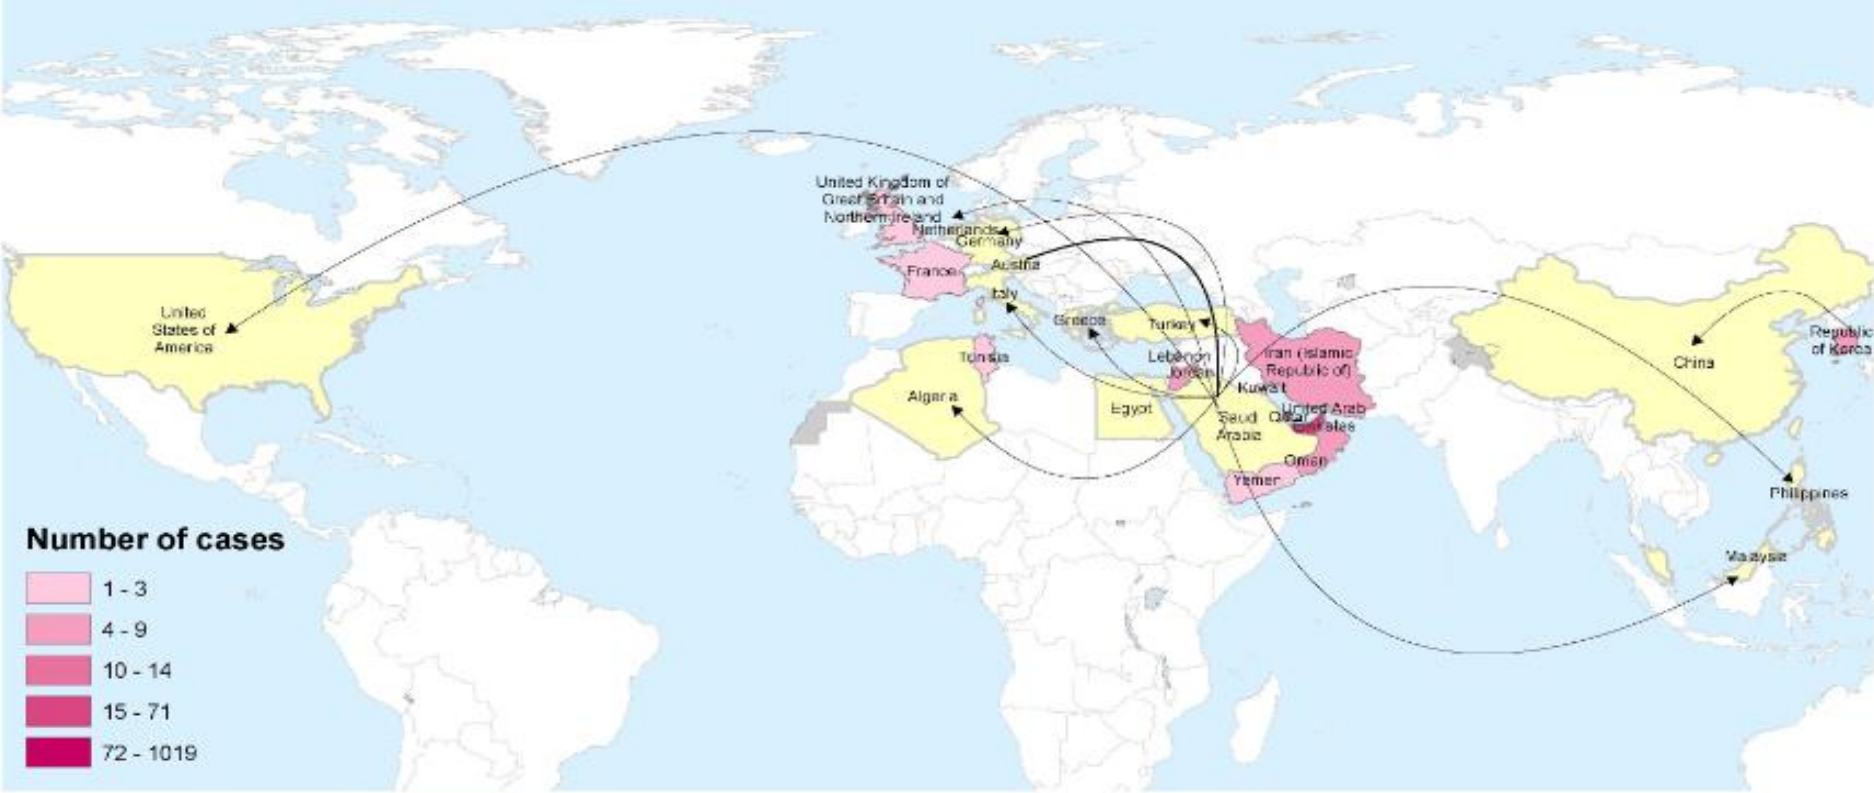 United Kingdom of
Great Britain and
Northern Ireland
Netherlands
Germany
Austria
France
Italy
United
States of
America
Greece
Turkey
Tunisia
Lebanon
Jordan
Iran (Islamic
Republic of)
Kuwait
Algeria
Egypt
Saudi
Arabia
Qatar
United Arab
Emirates
Oman
Yemen
China
Republic
of Korea
Philippines
Malaysia
Number of cases
1 - 3
4 - 9
10 - 14
15 - 71
72 - 1019